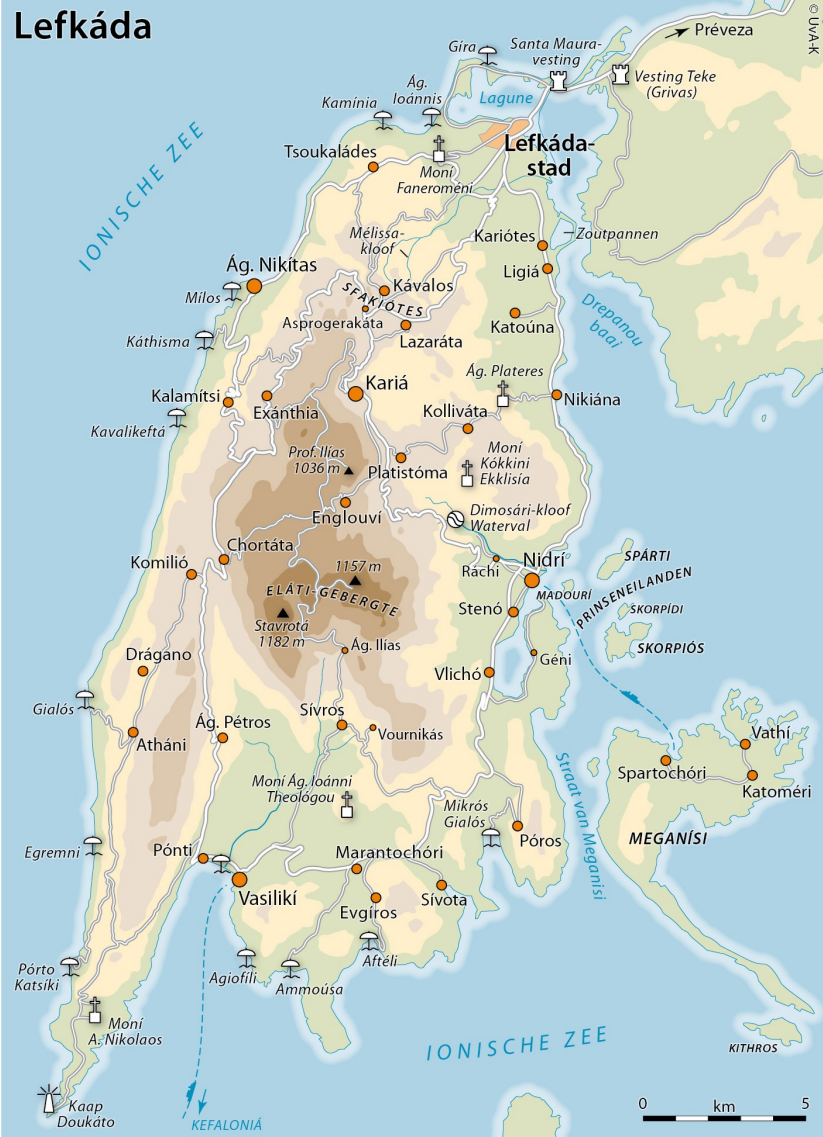 Lefkáda
© UvA-K
Préveza
Gíra
Santa Maura-
vesting
Vesting Teke
(Grivas)
Ág.
Ioánnis
Lagune
Kamínia
IONISCHE ZEE
Tsoukaládes
Lefkáda-
stad
Moní
Faneroméni
Mélissa-
kloof
Kariótes
Zoutpannen
Ligiá
Ág. Nikítas
Mílos
SFAKIÓTES
Kávalos
Drepanou
baai
Asprogerakáta
Lazaráta
Katoúna
Káthisma
Ág. Plateres
Kariá
Kalamítsi
Exánthia
Nikiána
Kolliváta
Kavalikeftá
Prof. Ilías
1036 m
Platistóma
Moní
Kókkini
Ekklisía
Englouví
Dimosári-kloof
Waterval
Chortáta
Komilió
1157 m
Ráchi
Nidrí
SPÁRTI
ELÁTI-GEBERGTE
MADOURÍ
PRINSENEILANDEN
Stenó
SKORPÍDI
Stavrotá
1182 m
SKORPIÓS
Ág. Ilías
Géni
Drágano
Vlichó
Gialós
Sívros
Ág. Pétros
Vournikás
Atháni
Vathí
Spartochóri
Katoméri
Straat van Meganisi
Moní Ág. Ioánni
Theológou
Mikrós
Gialós
Póros
MEGANÍSI
Egremni
Pónti
Marantochóri
Vasilikí
Evgíros
Sívota
Pórto
Katsíki
Agiofíli
Ammoúsa
Aftéli
Moní
A. Nikolaos
IONISCHE ZEE
KITHROS
Kaap
Doukáto
KEFALONIÁ
0 km 5